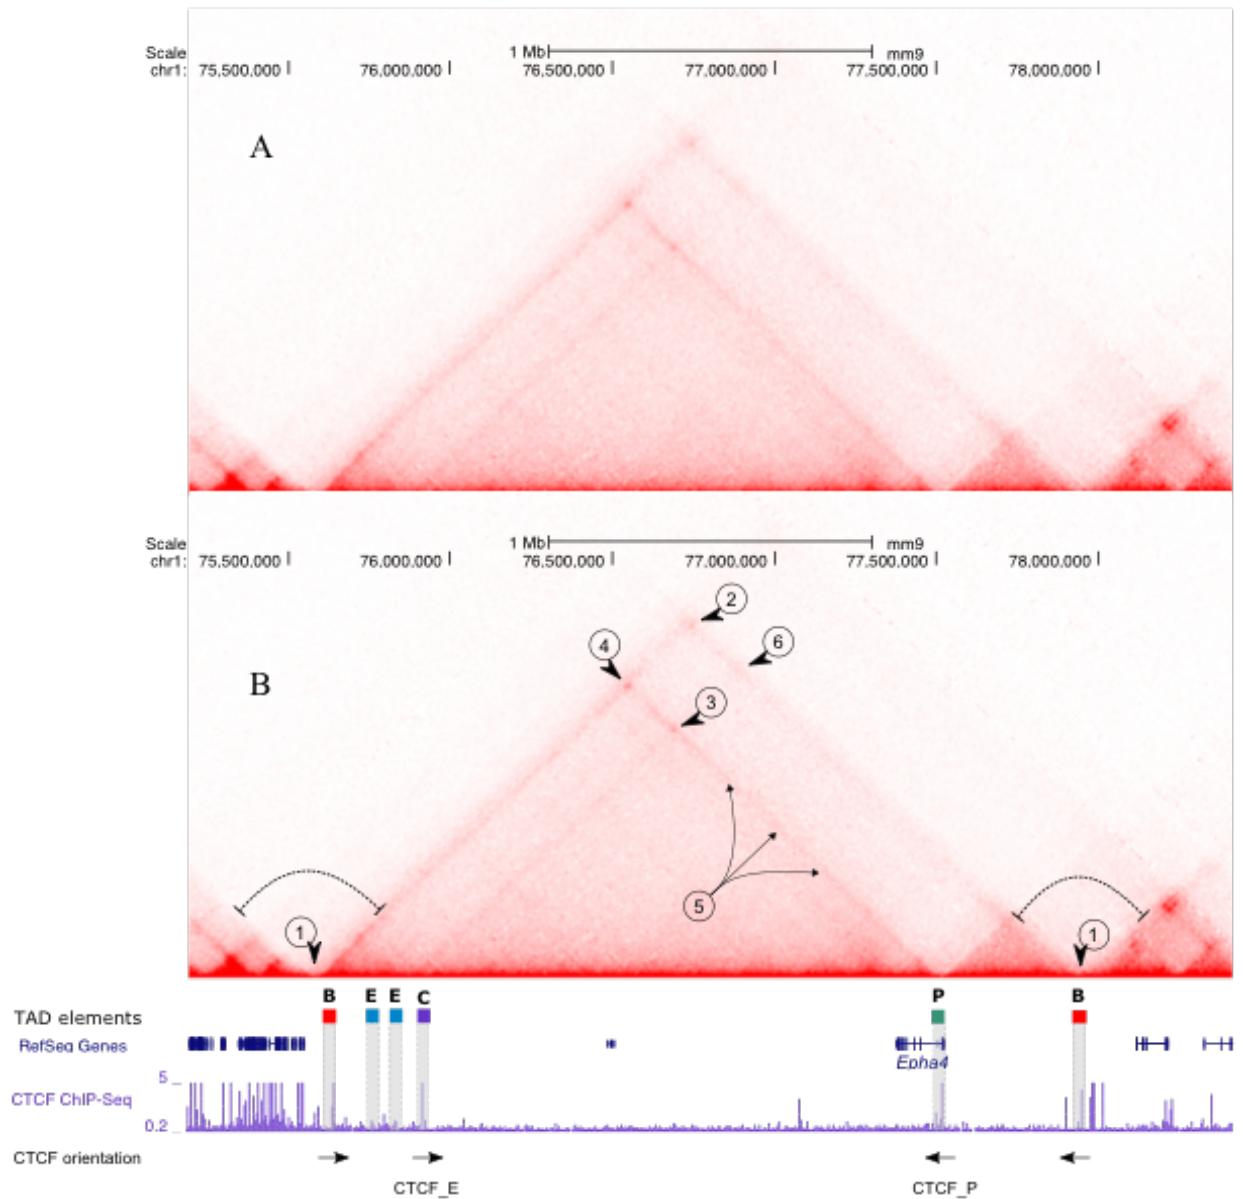 Scale 1 Mb mm9
chr1: 75,500,000 76,000,000 76,500,000 77,000,000 77,500,000 78,000,000
A
Scale 1 Mb mm9
chr1: 75,500,000 76,000,000 76,500,000 77,000,000 77,500,000 78,000,000
2
4 6
B
3
5
1 1
B E E C P B
TAD elements
RefSeq Genes
Epha4
5
CTCF ChIP-Seq
0.2
CTCF orientation
CTCF_E CTCF_P